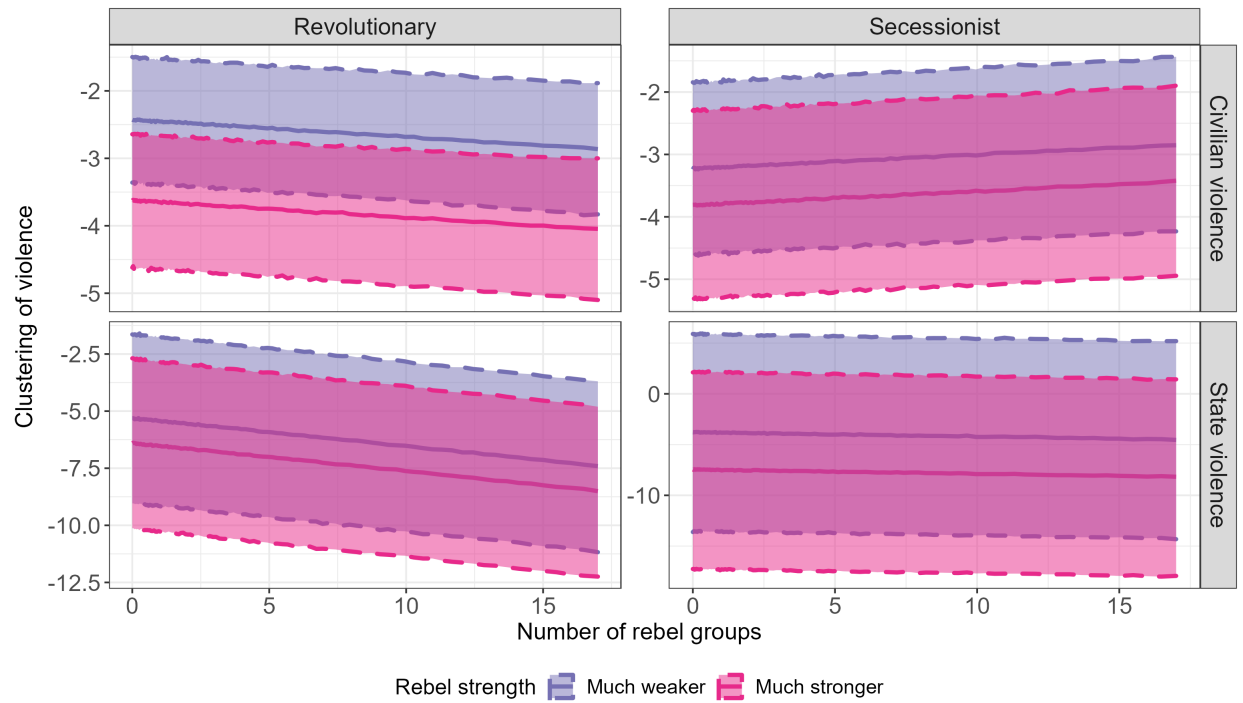 Revolutionary
Secessionist
-2
-3
-4
-5
-2
-3
-4
-5
Civilian violence
Clustering of violence
-2.5
-5.0
-7.5
-10.0
-12.5
0
-10
State violence
0 5 10 15
0 5 10 15
Number of rebel groups
Rebel strength Much weaker Much stronger